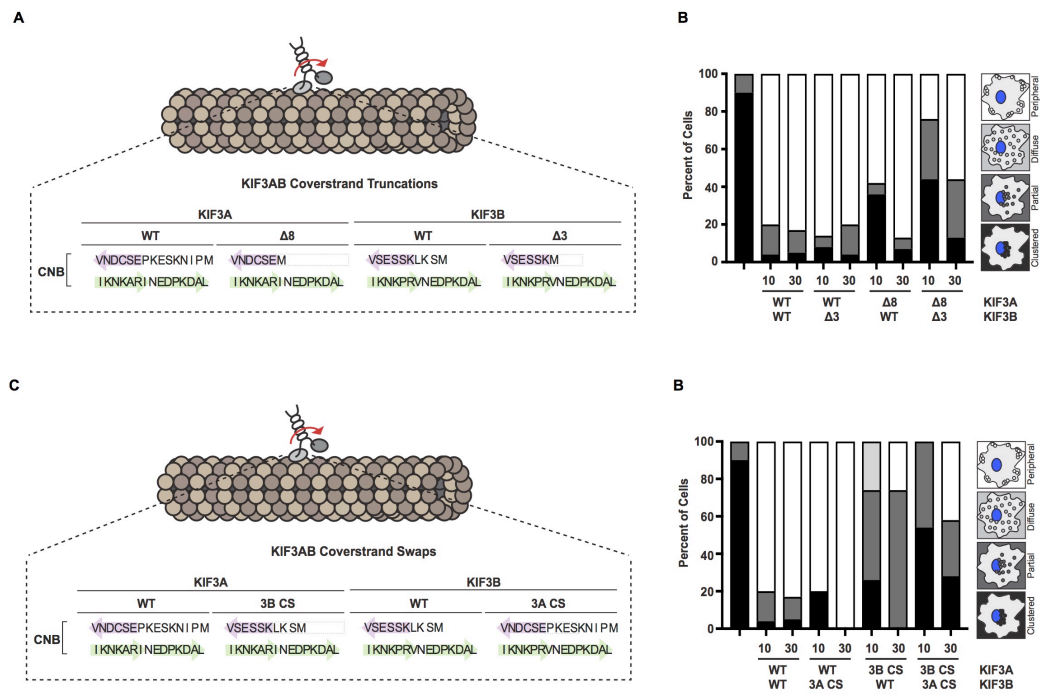 A
B
KIF3AB Coverstrand Truncations
KIF3A KIF3B
WT Δ8 WT Δ3
CNB
VNDCSEPKESKNIPM VNDCSEM VSESSKLKSM VSESSKM
IKNKARINEDPKDAL IKNKARINEDPKDAL IKNKPRVNEDPKDAL IKNKPRVNEDPKDAL
Percent of Cells
100
80
60
40
20
0
Peripheral
Diffuse
Partial
Clustered
10 30 10 30 10 30 10 30
WT WT Δ8 Δ8 KIF3A
WT Δ3 WT Δ3 KIF3B
C
B
KIF3AB Coverstrand Swaps
KIF3A KIF3B
WT 3B CS WT 3A CS
CNB
VNDCSEPKESKNIPM VSESSKLKSM VSESSKLKSM VNDCSEPKESKNIPM
IKNKARINEDPKDAL IKNKARINEDPKDAL IKNKPRVNEDPKDAL IKNKPRVNEDPKDAL
Percent of Cells
100
80
60
40
20
0
Peripheral
Diffuse
Partial
Clustered
10 30 10 30 10 30 10 30
WT WT 3B CS 3B CS KIF3A
WT 3A CS WT 3A CS KIF3B